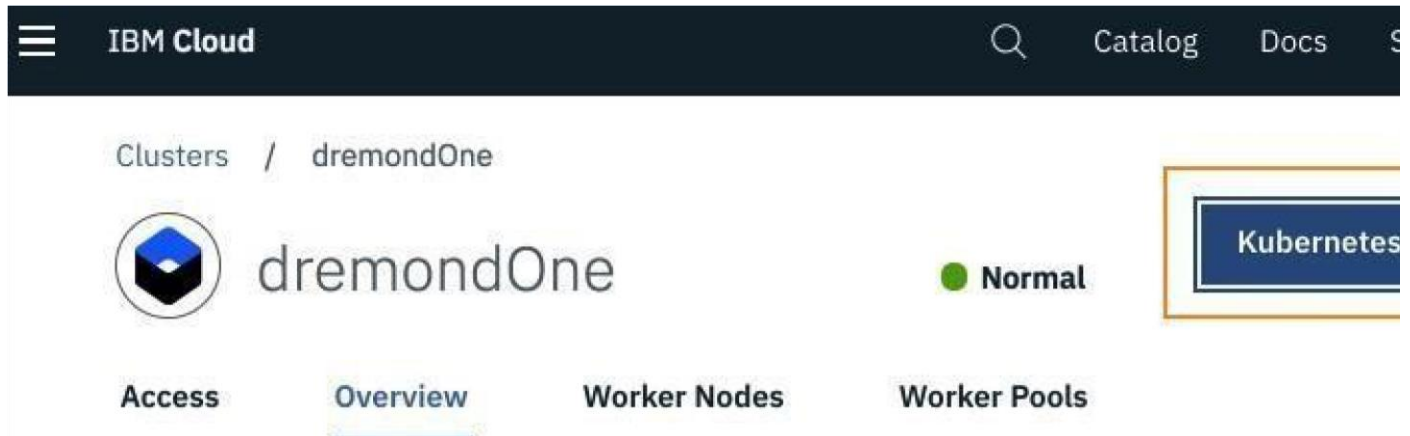 IBM Cloud Catalog Docs S
Clusters / dremondOne
dremondOne Normal Kubernetes
Access Overview Worker Nodes Worker Pools